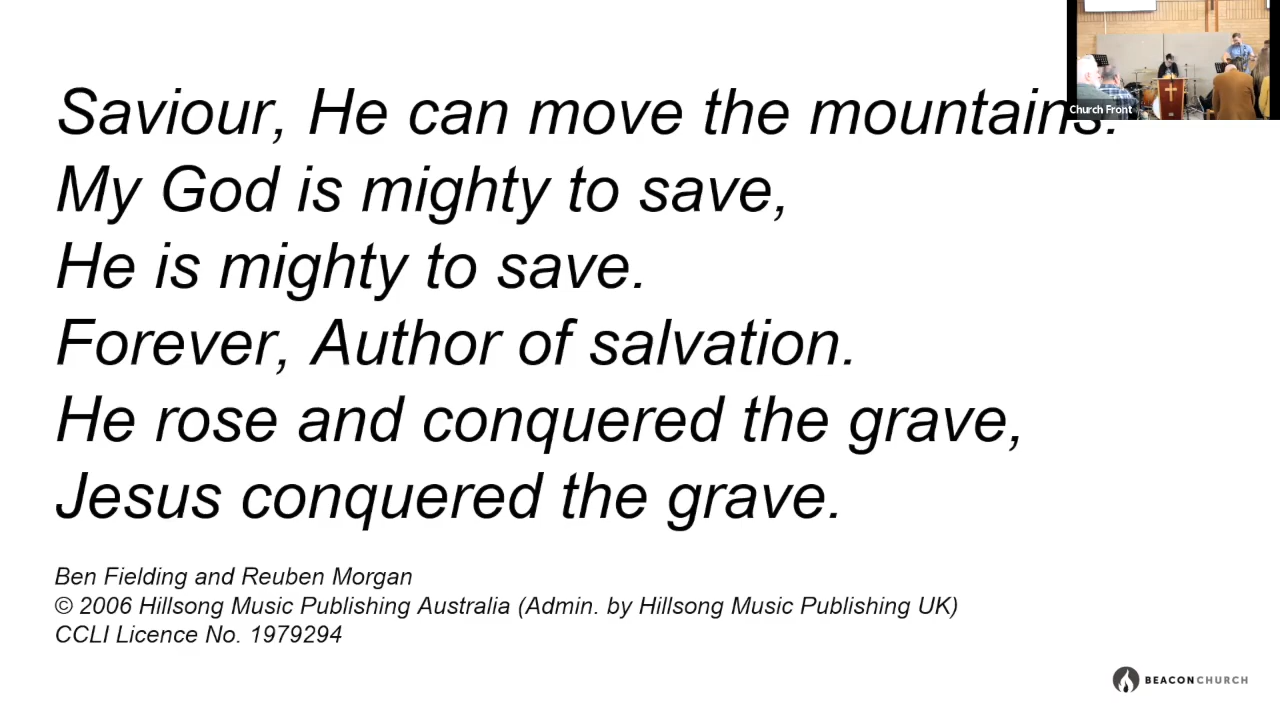 Saviour, He can move the mountains.
My God is mighty to save,
He is mighty to save.
Forever, Author of salvation.
He rose and conquered the grave,
Jesus conquered the grave.
Ben Fielding and Reuben Morgan
© 2006 Hillsong Music Publishing Australia (Admin. by Hillsong Music Publishing UK)
CCLI Licence No. 1979294
Church Front
BEACONCHURCH